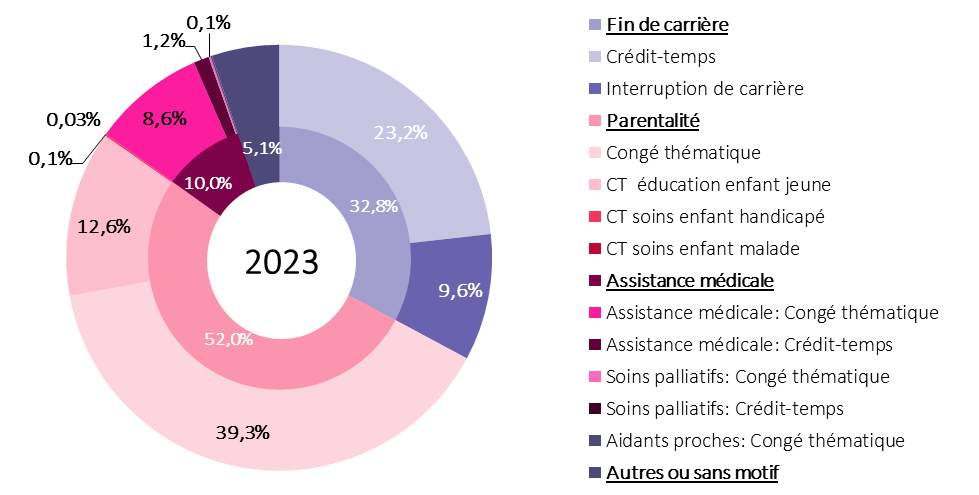 0,1%
1,2%
0,03%
0,1%
8,6%
5,1%
10,0%
12,6%
23,2%
32,8%
9,6%
52,0%
39,3%
2023
Fin de carrière
Crédit-temps
Interruption de carrière
Parentalité
Congé thématique
CT  éducation enfant jeune
CT soins enfant handicapé
CT soins enfant malade
Assistance médicale
Assistance médicale: Congé thématique
Assistance médicale: Crédit-temps
Soins palliatifs: Congé thématique
Soins palliatifs: Crédit-temps
Aidants proches: Congé thématique
Autres ou sans motif